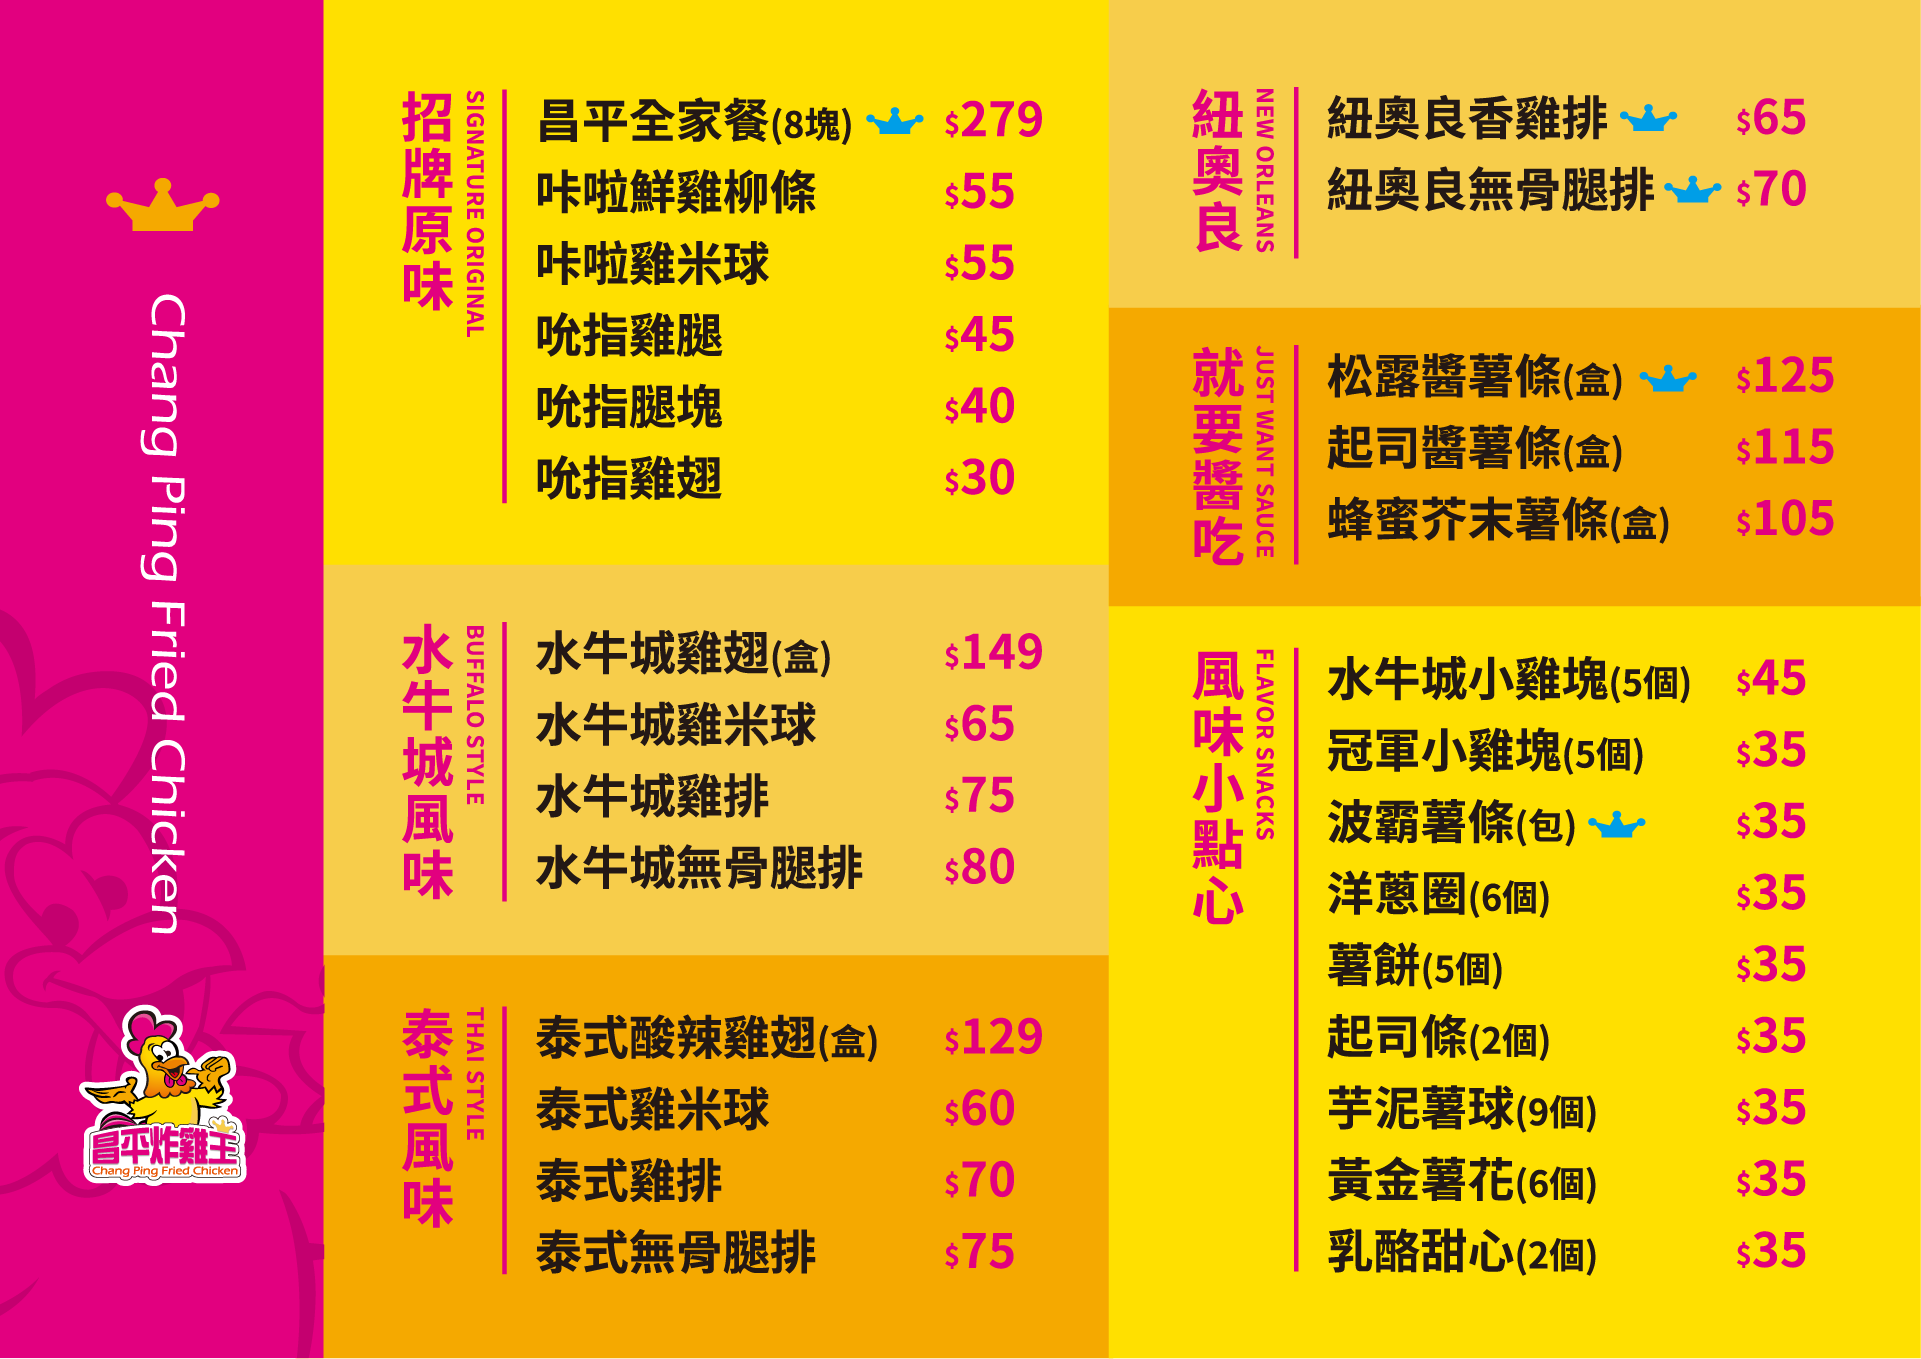 Chang Ping Fried Chicken
昌平炸雞王
Chang Ping Fried Chicken
招牌原味
SIGNATURE ORIGINAL
昌平全家餐(8塊) $279
咔啦鮮雞柳條 $55
咔啦雞米球 $55
吮指雞腿 $45
吮指腿塊 $40
吮指雞翅 $30
水牛城風味
BUFFALO STYLE
水牛城雞翅(盒) $149
水牛城雞米球 $65
水牛城雞排 $75
水牛城無骨腿排 $80
泰式風味
THAI STYLE
泰式酸辣雞翅(盒) $129
泰式雞米球 $60
泰式雞排 $70
泰式無骨腿排 $75
紐奧良
NEW ORLEANS
紐奧良香雞排 $65
紐奧良無骨腿排 $70
就要醬吃
JUST WANT SAUCE
松露醬薯條(盒) $125
起司醬薯條(盒) $115
蜂蜜芥末薯條(盒) $105
風味小點心
FLAVOR SNACKS
水牛城小雞塊(5個) $45
冠軍小雞塊(5個) $35
波霸薯條(包) $35
洋蔥圈(6個) $35
薯餅(5個) $35
起司條(2個) $35
芋泥薯球(9個) $35
黃金薯花(6個) $35
乳酪甜心(2個) $35